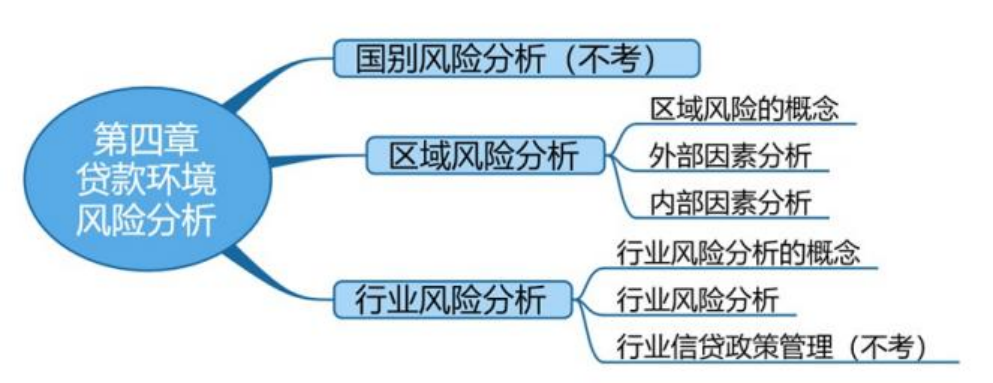 第四章
贷款环境
风险分析
国别风险分析（不考）
区域风险分析
区域风险的概念
外部因素分析
内部因素分析
行业风险分析
行业风险分析的概念
行业风险分析
行业信贷政策管理（不考）